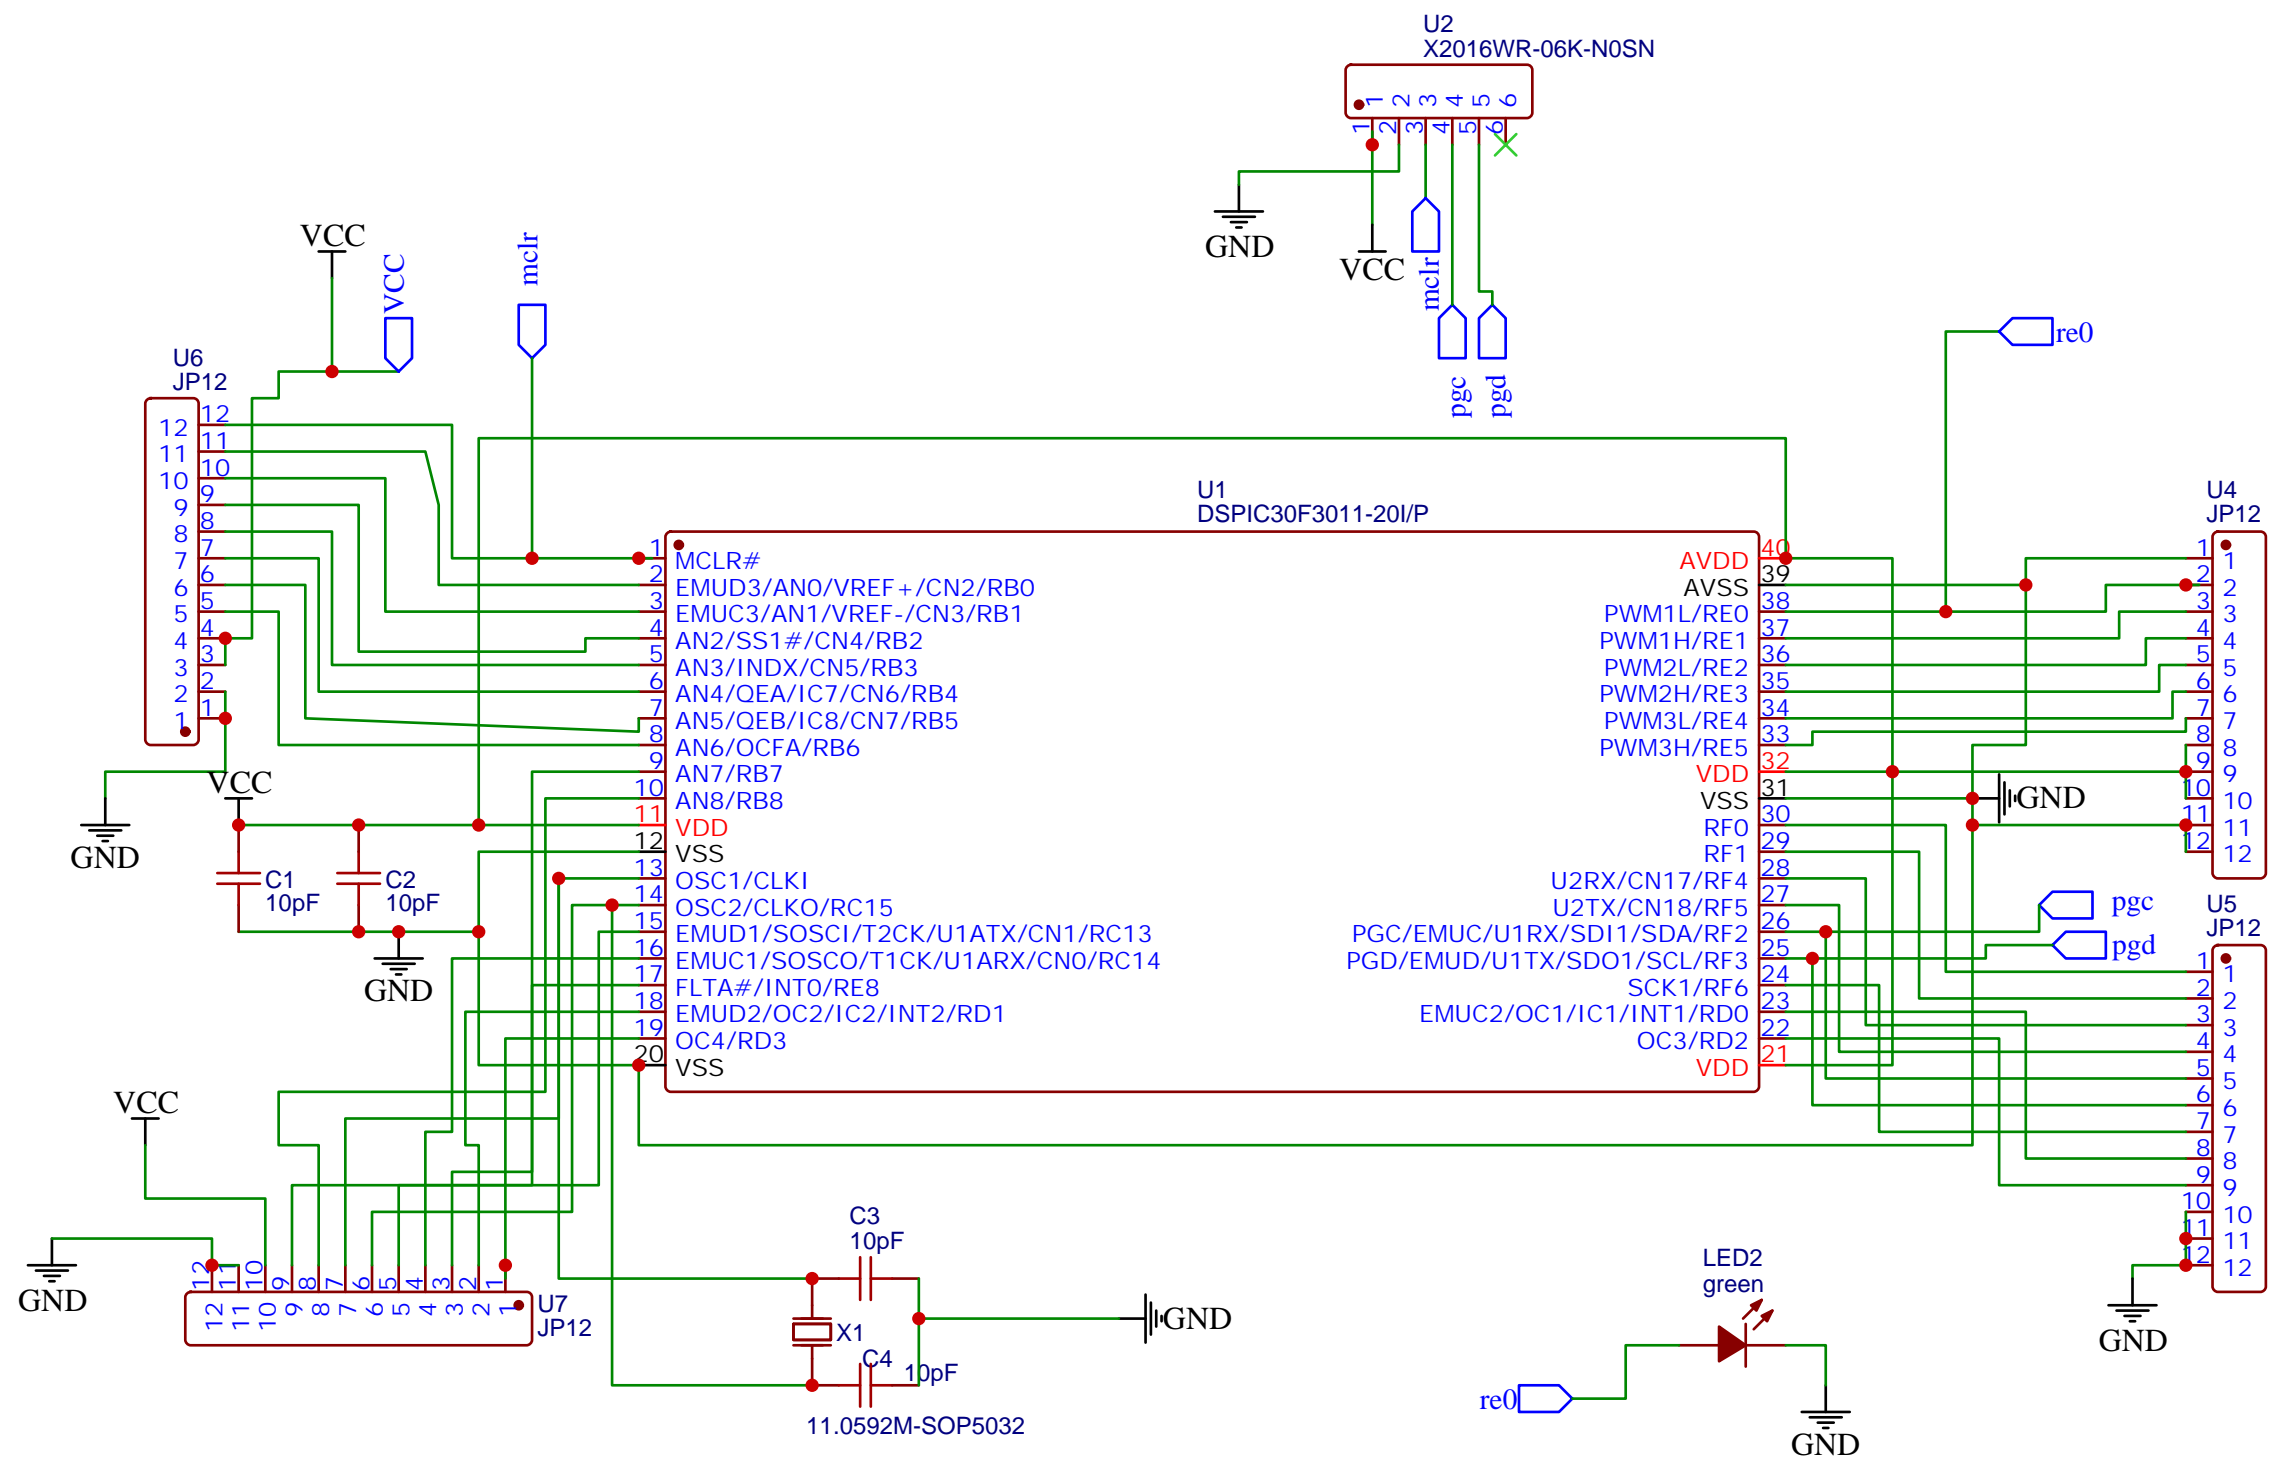 U2
X2016WR-06K-N0SN
1 2 3 4 5 6
1 2 3 4 5 6
GND
VCC
mclr
pgc
pgd
VCC
VCC
mclr
re0
U6
JP12
12 12
11 11
10 10
9 9
8 8
7 7
6 6
5 5
4 4
3 3
2 2
1 1
GND
U1
DSPIC30F3011-20I/P
1 MCLR#
2 EMUD3/AN0/VREF+/CN2/RB0
3 EMUC3/AN1/VREF-/CN3/RB1
4 AN2/SS1#/CN4/RB2
5 AN3/INDX/CN5/RB3
6 AN4/QEA/IC7/CN6/RB4
7 AN5/QEB/IC8/CN7/RB5
8 AN6/OCFA/RB6
9 AN7/RB7
10 AN8/RB8
11 VDD
12 VSS
13 OSC1/CLKI
14 OSC2/CLKO/RC15
15 EMUD1/SOSCI/T2CK/U1ATX/CN1/RC13
16 EMUC1/SOSCO/T1CK/U1ARX/CN0/RC14
17 FLTA#/INT0/RE8
18 EMUD2/OC2/IC2/INT2/RD1
19 OC4/RD3
20 VSS
AVDD 40
AVSS 39
PWM1L/RE0 38
PWM1H/RE1 37
PWM2L/RE2 36
PWM2H/RE3 35
PWM3L/RE4 34
PWM3H/RE5 33
VDD 32
VSS 31
RF0 30
RF1 29
U2RX/CN17/RF4 28
U2TX/CN18/RF5 27
PGC/EMUC/U1RX/SDI1/SDA/RF2 26
PGD/EMUD/U1TX/SDO1/SCL/RF3 25
SCK1/RF6 24
EMUC2/OC1/IC1/INT1/RD0 23
OC3/RD2 22
VDD 21
GND
U4
JP12
1 1
2 2
3 3
4 4
5 5
6 6
7 7
8 8
9 9
10 10
11 11
12 12
pgc
pgd
U5
JP12
1 1
2 2
3 3
4 4
5 5
6 6
7 7
8 8
9 9
10 10
11 11
12 12
GND
VCC
C1
10pF
C2
10pF
GND
VCC
GND
12 11 10 9 8 7 6 5 4 3 2 1
12 11 10 9 8 7 6 5 4 3 2 1
U7
JP12
C3
10pF
X1
C4
10pF
11.0592M-SOP5032
GND
LED2
green
re0
GND